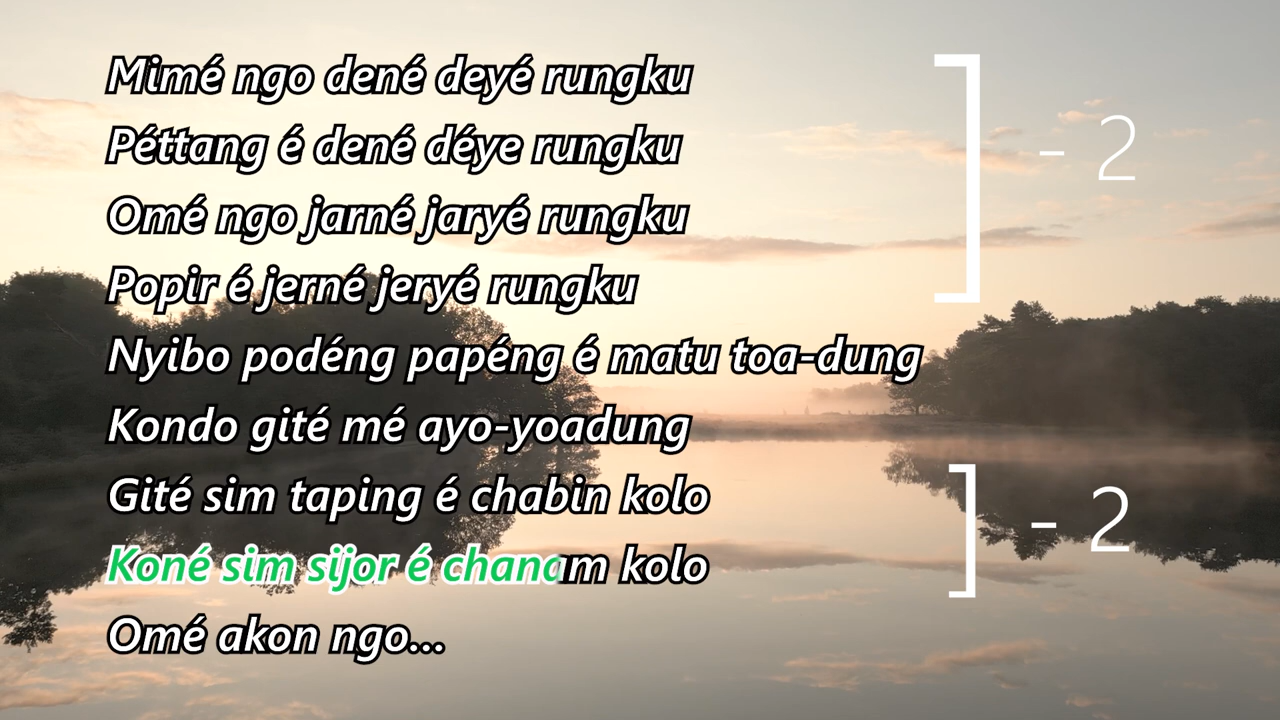 Mimé ngo dené deyé rungku
Péttang é dené déye rungku
Omé ngo jarné jaryé rungku
Popir é jerné jeryé rungku
- 2
Nyibo podéng papéng é matu toa-dung
Kondo gité mé ayo-yoadung
Gité sim taping é chabin kolo
Koné sim sijor é chanam kolo
- 2
Omé akon ngo...